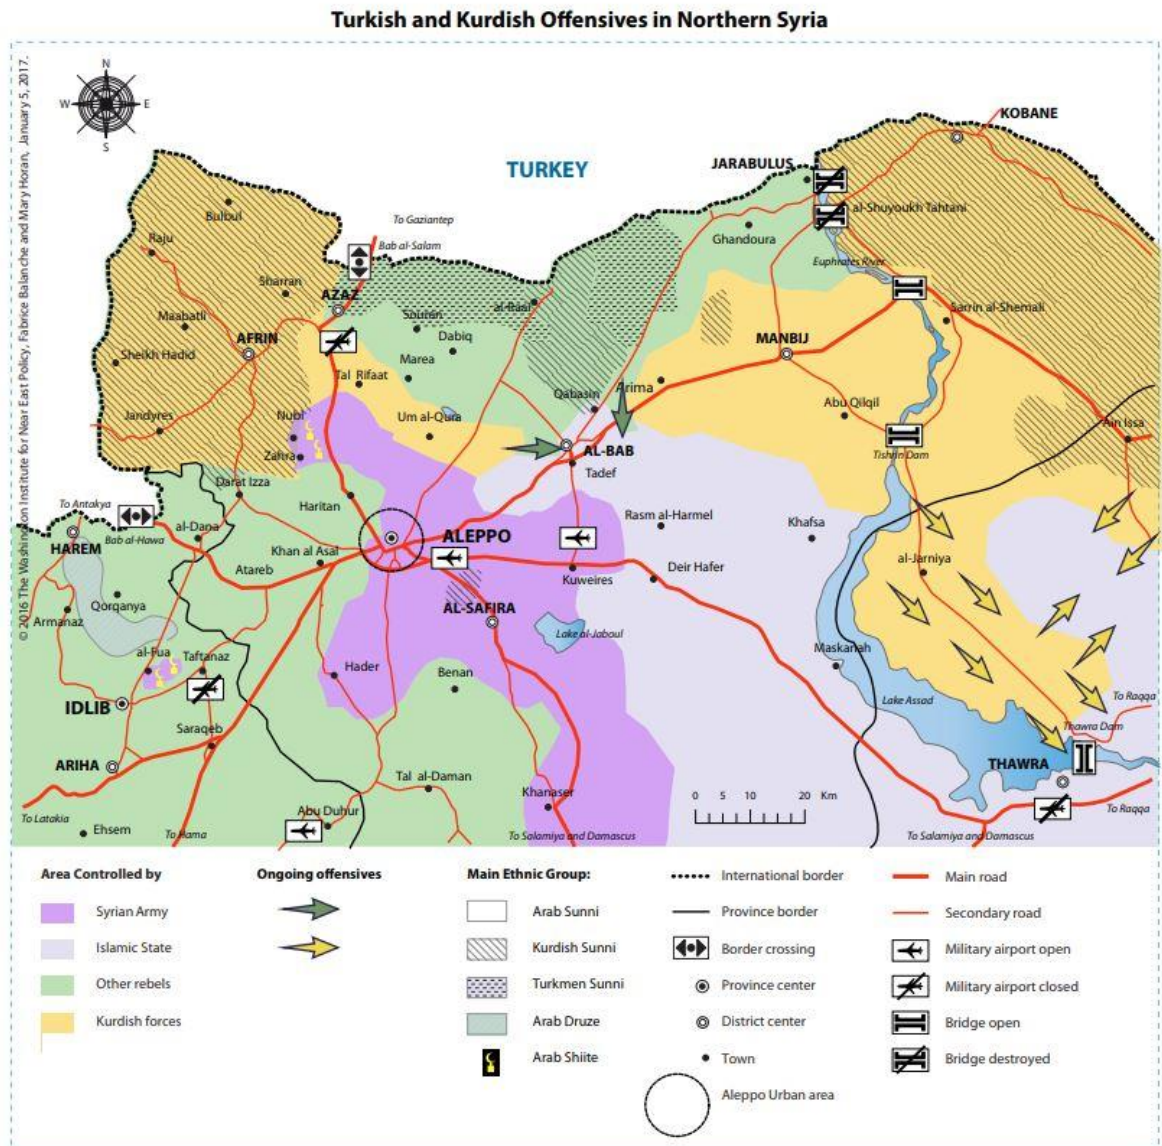 Turkish and Kurdish Offensives in Northern Syria
© 2016 The Washington Institute for Near East Policy, Fabrice Balanche and Mary Horan, January 5, 2017.
N
W
E
S
TURKEY
KOBANE
JARABULUS
al-Shuyoukh Tahtani
Bulbul
To Gaziantep
Raju
Bab al-Salam
Ghandoura
Euphrates River
Sharran
AZAZ
al-Raai
Sarrin al-Shemali
Maabatli
Souran
AFRIN
Dabiq
MANBIJ
Sheikh Hadid
Marea
Tal Rifaat
Qabasin
Arima
Jandyres
Nubl
Um al-Qura
Abu Qilqil
Ain Issa
Zahra
AL-BAB
Tishrin Dam
Tadef
Darat Izza
To Antakya
Haritan
Rasm al-Harmel
Khafsa
Bab al-Hawa
al-Dana
HAREM
ALEPPO
Khan al Asal
Atareb
Kuweires
Deir Hafer
al-Jarniya
Qorqanya
Armanaz
AL-SAFIRA
Lake al-Jaboul
al-Fua
Taftanaz
Hader
Benan
Maskanah
IDLIB
Lake Assad
To Raqqa
Saraqeb
Thawra Dam
ARIHA
THAWRA
Tal al-Daman
Khanaser
0 5 10 20 Km
Abu Duhur
To Latakia
Ehsem
To Hama
To Salamiya and Damascus
To Salamiya and Damascus
To Raqqa
Area Controlled by
Syrian Army
Islamic State
Other rebels
Kurdish forces
Ongoing offensives
Main Ethnic Group:
Arab Sunni
Kurdish Sunni
Turkmen Sunni
Arab Druze
Arab Shiite
International border
Province border
Border crossing
Province center
District center
Town
Aleppo Urban area
Main road
Secondary road
Military airport open
Military airport closed
Bridge open
Bridge destroyed